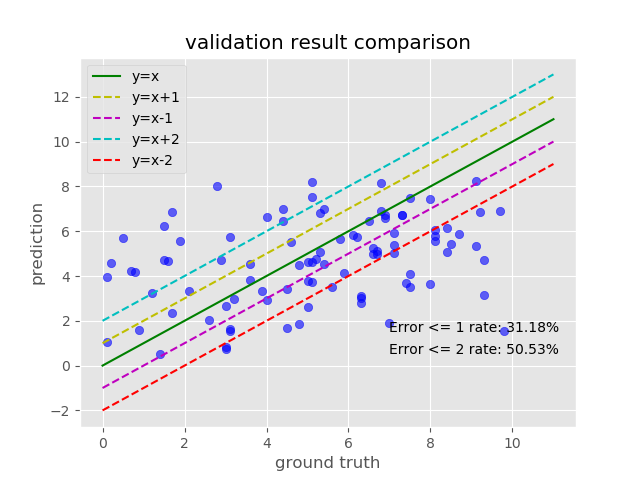 validation result comparison
y=x
y=x+1
y=x-1
y=x+2
y=x-2
12
10
8
6
4
2
0
−2
prediction
Error <= 1 rate: 31.18%
Error <= 2 rate: 50.53%
0 2 4 6 8 10
ground truth